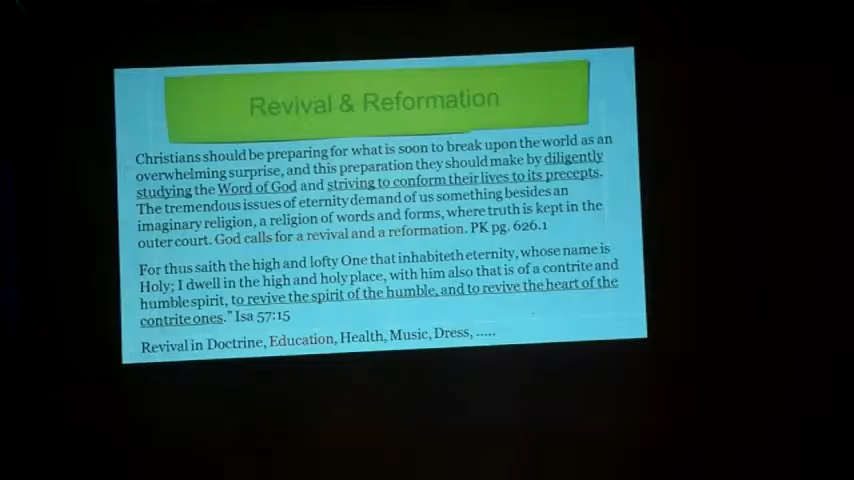 Revival & Reformation
Christians should be preparing for what is soon to break upon the world as an
overwhelming surprise, and this preparation they should make by diligently
studying the Word of God and striving to conform their lives to its precepts.
The tremendous issues of eternity demand of us something besides an
imaginary religion, a religion of words and forms, where truth is kept in the
outer court. God calls for a revival and a reformation. PK pg. 626.1
For thus saith the high and lofty One that inhabiteth eternity, whose name is
Holy; I dwell in the high and holy place, with him also that is of a contrite and
humble spirit, to revive the spirit of the humble, and to revive the heart of the
contrite ones.” Isa 57:15
Revival in Doctrine, Education, Health, Music, Dress, .....